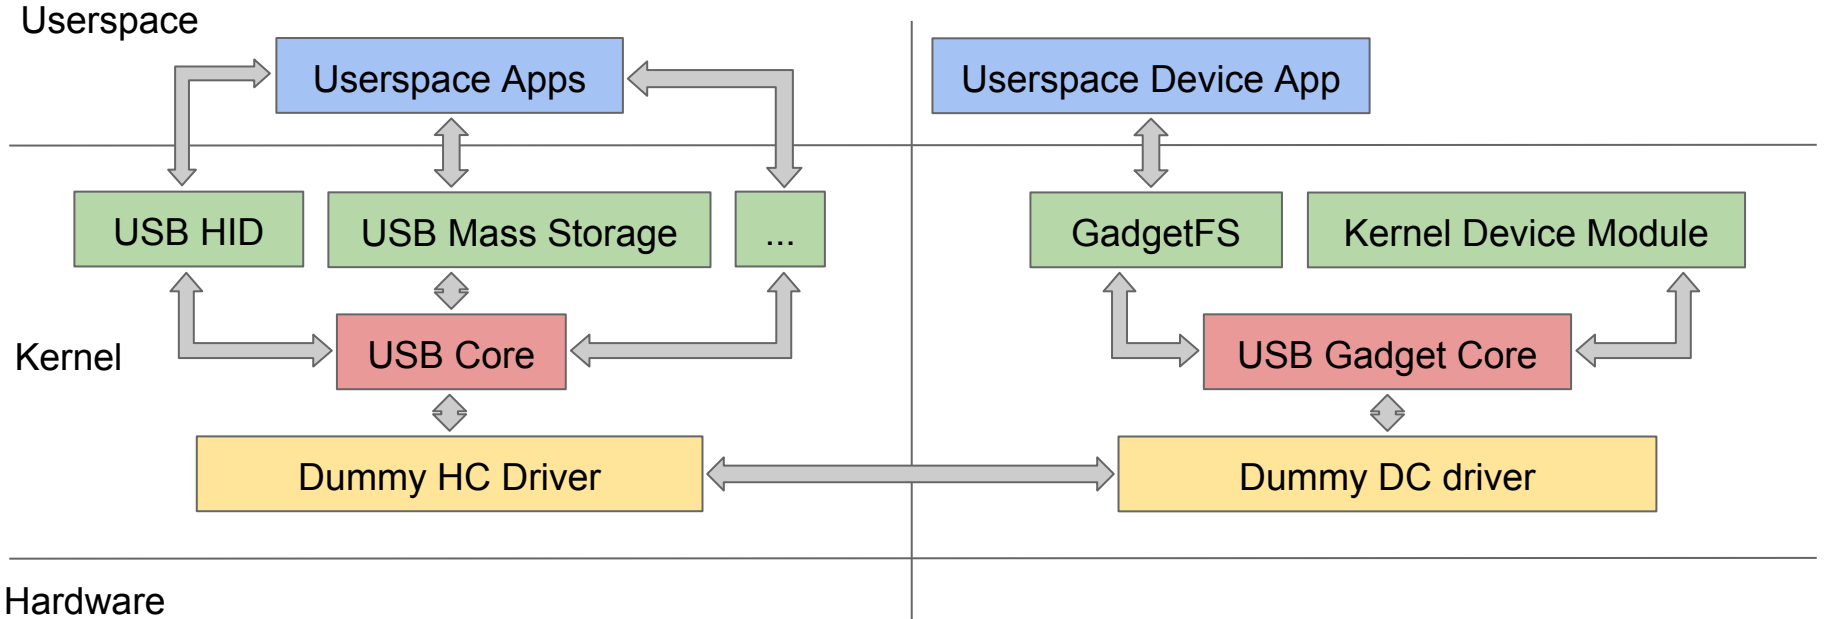 Userspace
Userspace Apps
Userspace Device App
USB HID
USB Mass Storage
...
GadgetFS
Kernel Device Module
Kernel
USB Core
USB Gadget Core
Dummy HC Driver
Dummy DC driver
Hardware